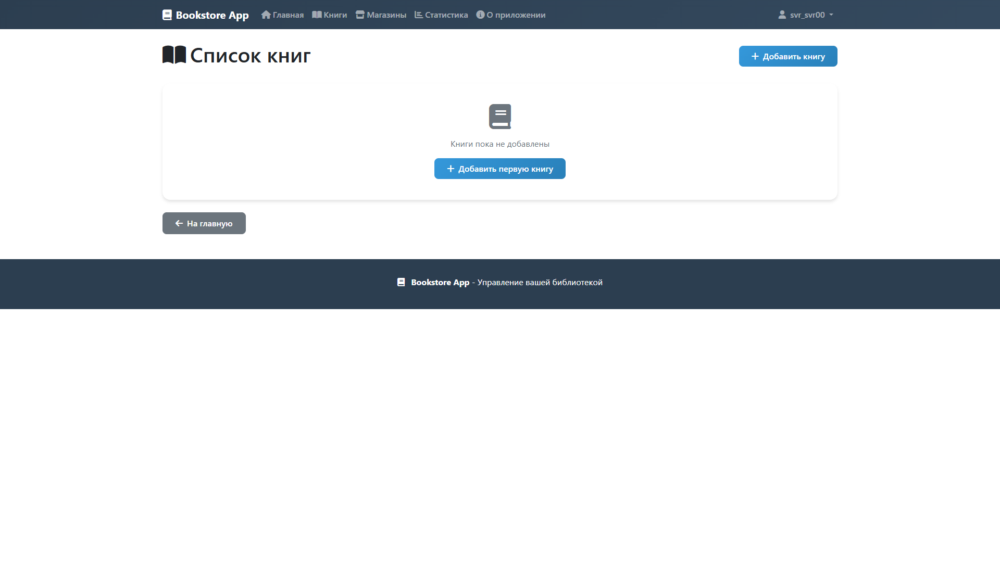 Bookstore App Главная Книги Магазины Статистика О приложении svr_svr00
Список книг
Добавить книгу
Книги пока не добавлены
Добавить первую книгу
На главную
Bookstore App - Управление вашей библиотекой